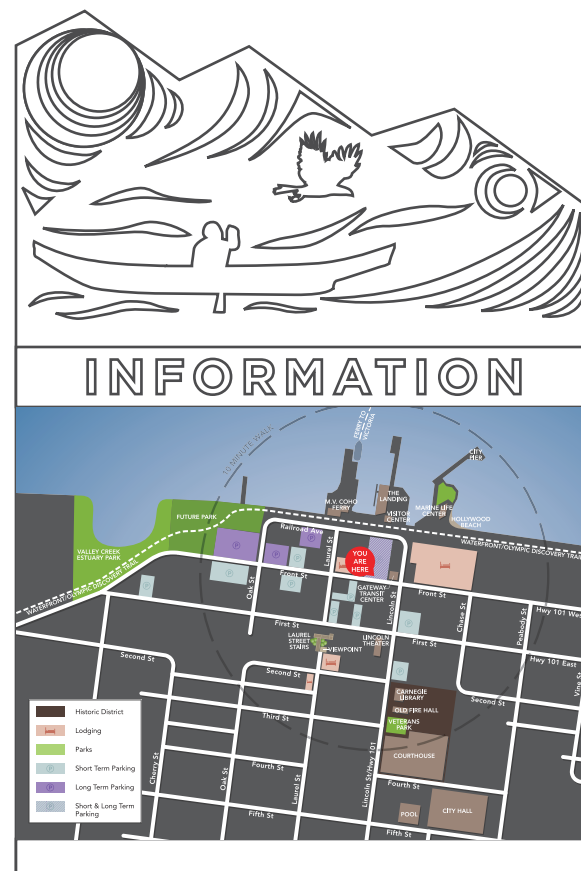 INFORMATION
10 MINUTE WALK
FERRY TO
VICTORIA
CITY
PIER
THE
LANDING
M.V. COHO
FERRY
VISITOR
CENTER
MARINE LIFE
CENTER
HOLLYWOOD
BEACH
FUTURE PARK
VALLEY CREEK
ESTUARY PARK
WATERFRONT/OLYMPIC DISCOVERY TRAIL
WATERFRONT/OLYMPIC DISCOVERY TRAIL
Railroad Ave
Laurel St
P
P
P
P
P
P
P
P
YOU
ARE
HERE
Front St
Front St
Oak St
GATEWAY
TRANSIT
CENTER
Lincoln St
Chase St
Peabody St
Hwy 101 West
First St
First St
P
P
P
P
LAUREL
STREET
STAIRS
VIEWPOINT
LINCOLN
THEATER
Hwy 101 East
Second St
Second St
Second St
P
Vine St
CARNEGIE
LIBRARY
OLD FIRE HALL
VETERANS
PARK
COURTHOUSE
Third St
Fourth St
Fourth St
Cherry St
Oak St
Laurel St
Lincoln St/Hwy 101
Fifth St
Fifth St
POOL
CITY HALL
Historic District
Lodging
Parks
P
Short Term Parking
P
Long Term Parking
P
Short & Long Term
Parking